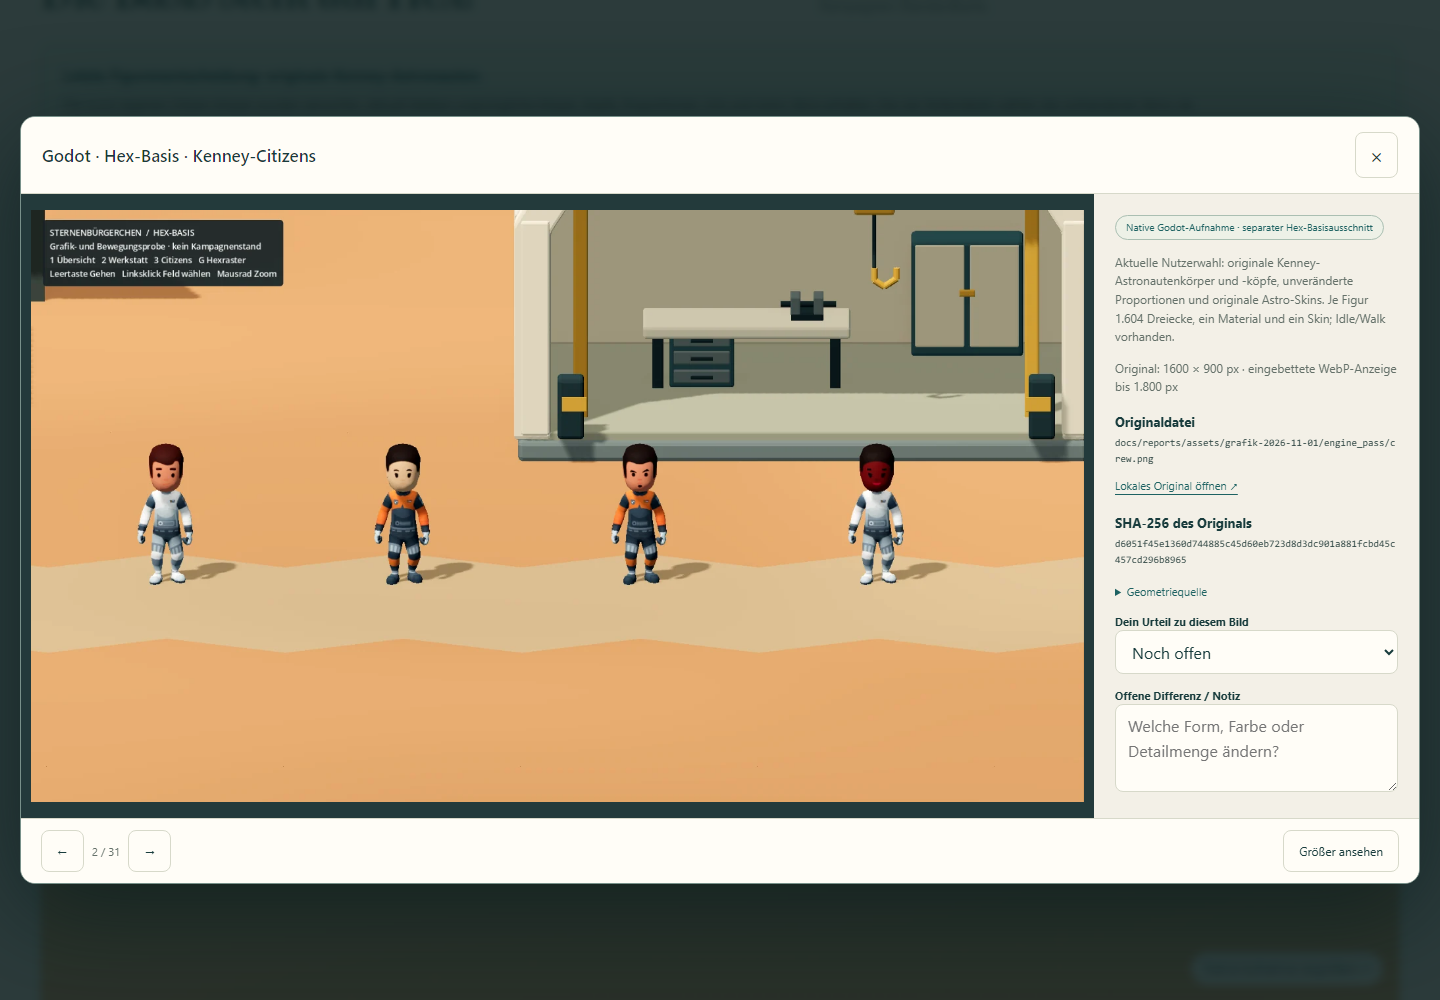 Godot · Hex-Basis · Kenney-Citizens
×
STERNENBÜRGERCHEN / HEX-BASIS
Grafik- und Bewegungsprobe · kein Kampagnenstand
1 Übersicht 2 Werkstatt 3 Citizens G Hexraster
Leertaste Gehen Linksklick Feld wählen Mausrad Zoom
Native Godot-Aufnahme · separater Hex-Basisausschnitt
Aktuelle Nutzerwahl: originale Kenney-
Astronautenkörper und -köpfe, unveränderte
Proportionen und originale Astro-Skins. Je Figur
1.604 Dreiecke, ein Material und ein Skin; Idle/Walk
vorhanden.
Original: 1600 × 900 px · eingebettete WebP-Anzeige
bis 1.800 px
Originaldatei
docs/reports/assets/grafik-2026-11-01/engine_pass/c
rew.png
Lokales Original öffnen ↗
SHA-256 des Originals
d6051f45e1360d744885c45d60eb723d8d3dc901a881fcbd45c
457cd296b8965
▶ Geometriequelle
Dein Urteil zu diesem Bild
Noch offen
Offene Differenz / Notiz
Welche Form, Farbe oder
Detailmenge ändern?
← 2 / 31 →
Größer ansehen